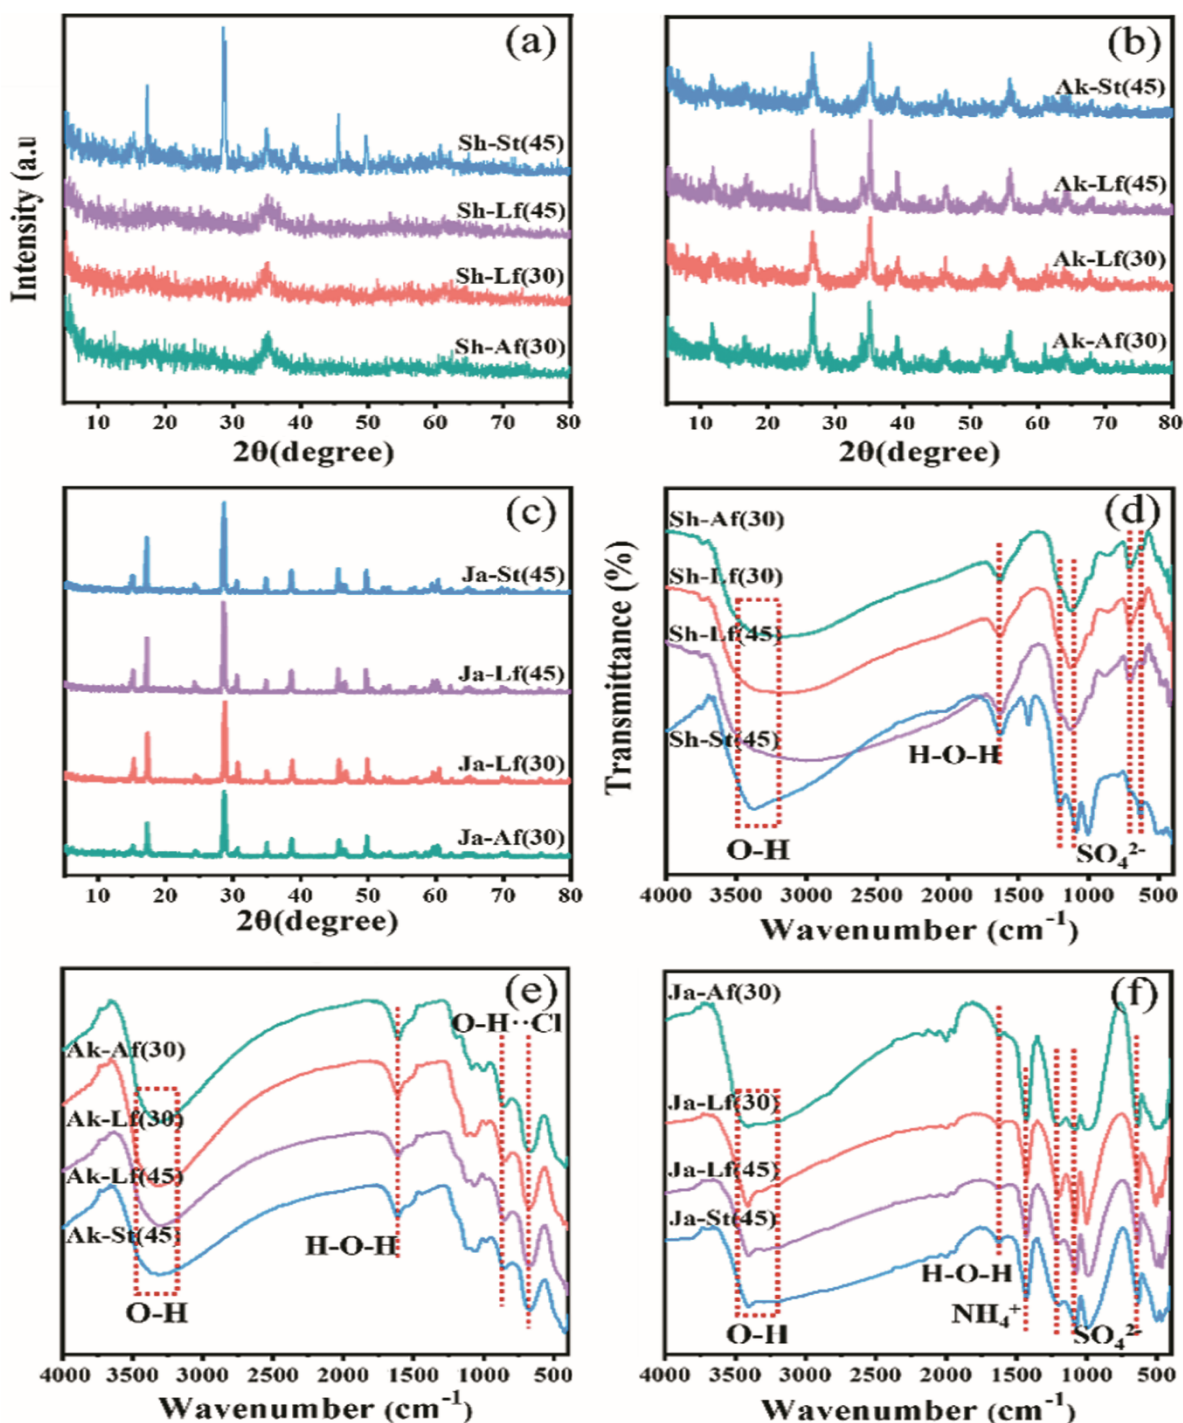 (a)
Sh-St(45)
Sh-Lf(45)
Sh-Lf(30)
Sh-Af(30)
Intensity (a.u
10 20 30 40 50 60 70 80
2θ(degree)
(b)
Ak-St(45)
Ak-Lf(45)
Ak-Lf(30)
Ak-Af(30)
10 20 30 40 50 60 70 80
2θ(degree)
(c)
Ja-St(45)
Ja-Lf(45)
Ja-Lf(30)
Ja-Af(30)
10 20 30 40 50 60 70 80
2θ(degree)
(d)
Sh-Af(30)
Sh-Lf(30)
Sh-Lf(45)
Sh-St(45)
H-O-H
O-H
SO₄²⁻
Transmittance (%)
4000 3500 3000 2500 2000 1500 1000 500
Wavenumber (cm⁻¹)
(e)
O-H··Cl
Ak-Af(30)
Ak-Lf(30)
Ak-Lf(45)
Ak-St(45)
H-O-H
O-H
4000 3500 3000 2500 2000 1500 1000 500
Wavenumber (cm⁻¹)
(f)
Ja-Af(30)
Ja-Lf(30)
Ja-Lf(45)
Ja-St(45)
H-O-H
NH₄⁺
O-H
SO₄²⁻
4000 3500 3000 2500 2000 1500 1000 500
Wavenumber (cm⁻¹)